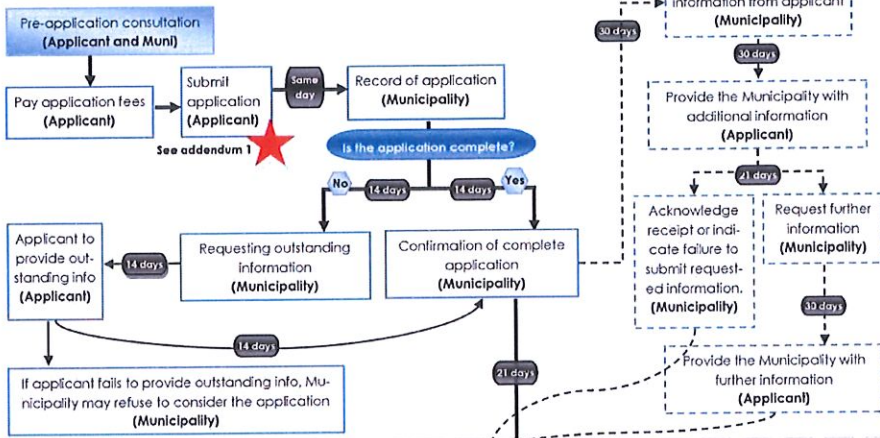 Pre-application consultation
(Applicant and Muni)
Pay application fees
(Applicant)
Submit
application
(Applicant)
See addendum 1
Same
day
Record of application
(Municipality)
Is the application complete?
No
14 days
14 days
Yes
Applicant to
provide out-
standing info
(Applicant)
14 days
Requesting outstanding
information
(Municipality)
Confirmation of complete
application
(Municipality)
14 days
If applicant fails to provide outstanding info, Mu-
nicipality may refuse to consider the application
(Municipality)
21 days
30 days
information from applicant
(Municipality)
30 days
Provide the Municipality with
additional information
(Applicant)
21 days
Acknowledge
receipt or indi-
cate failure to
submit request-
ed information.
(Municipality)
Request further
information
(Municipality)
30 days
Provide the Municipality with
further information
(Applicant)